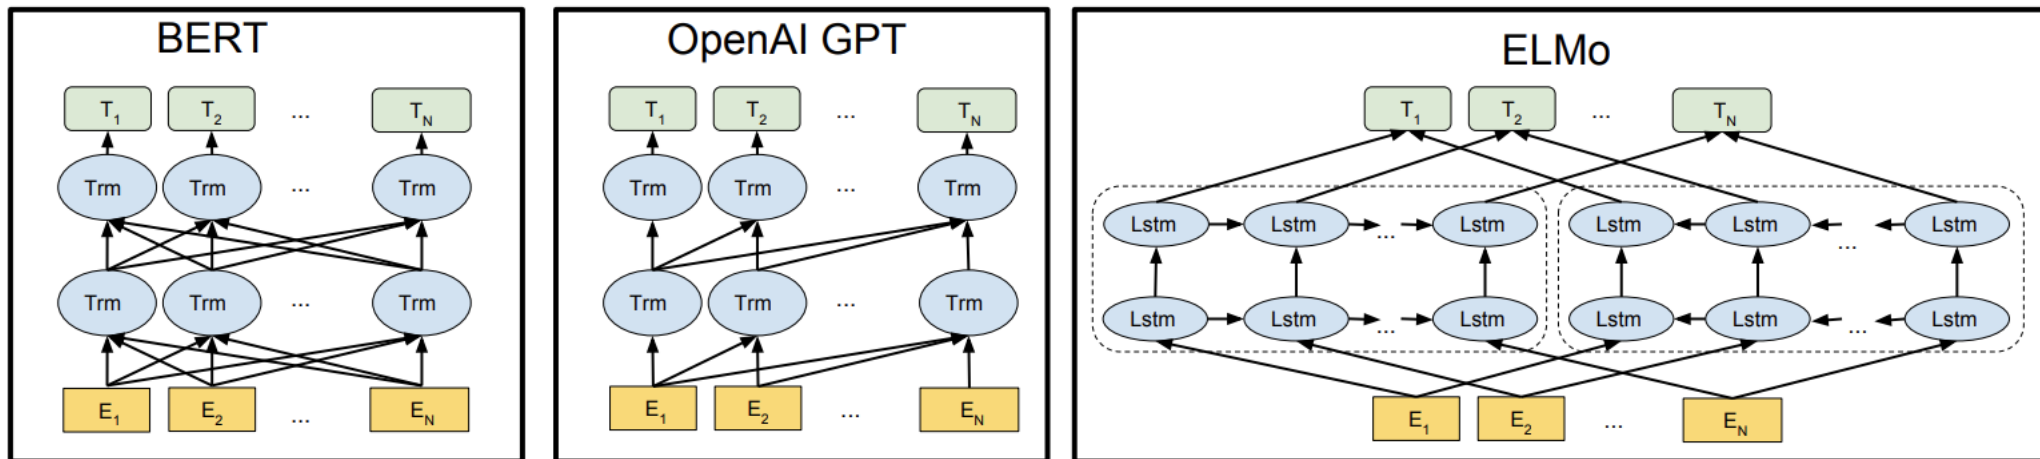 BERT
T1 T2 ... TN
Trm Trm ... Trm
Trm Trm ... Trm
E1 E2 ... EN
OpenAI GPT
T1 T2 ... TN
Trm Trm ... Trm
Trm Trm ... Trm
E1 E2 ... EN
ELMo
T1 T2 ... TN
Lstm Lstm ... Lstm Lstm Lstm ... Lstm
Lstm Lstm ... Lstm Lstm Lstm ... Lstm
E1 E2 ... EN